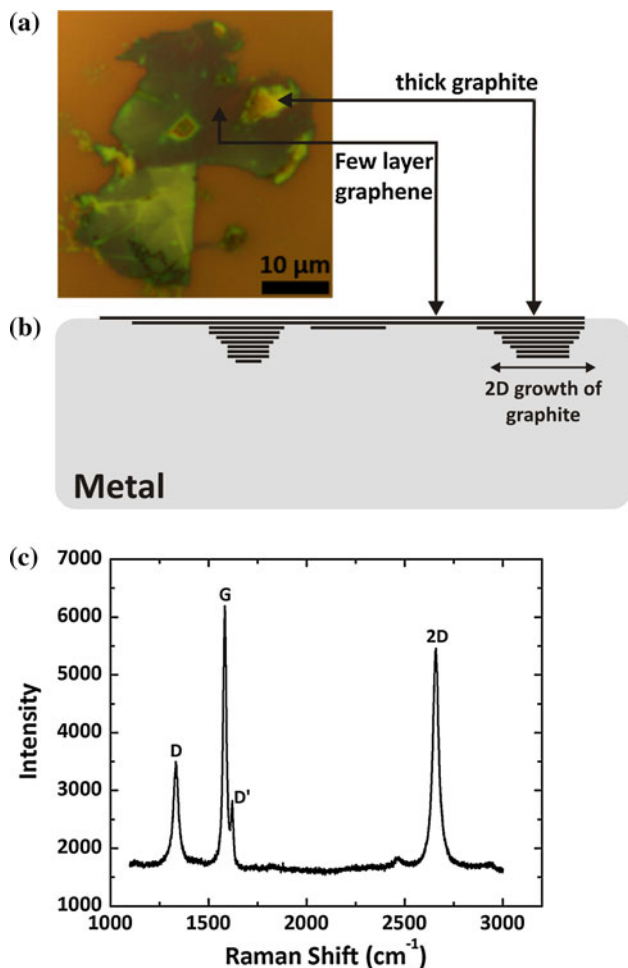 (a)
thick graphite
Few layer
graphene
10 µm
(b)
2D growth of
graphite
Metal
(c)
7000
6000
5000
4000
3000
2000
1000
Intensity
D
G
D'
2D
1000
1500
2000
2500
3000
Raman Shift (cm⁻¹)